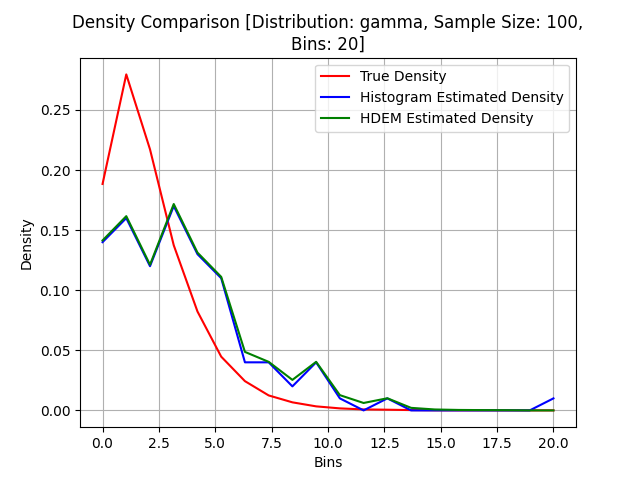 Density Comparison [Distribution: gamma, Sample Size: 100,
Bins: 20]
True Density
Histogram Estimated Density
HDEM Estimated Density
Density
0.25
0.20
0.15
0.10
0.05
0.00
0.0 2.5 5.0 7.5 10.0 12.5 15.0 17.5 20.0
Bins